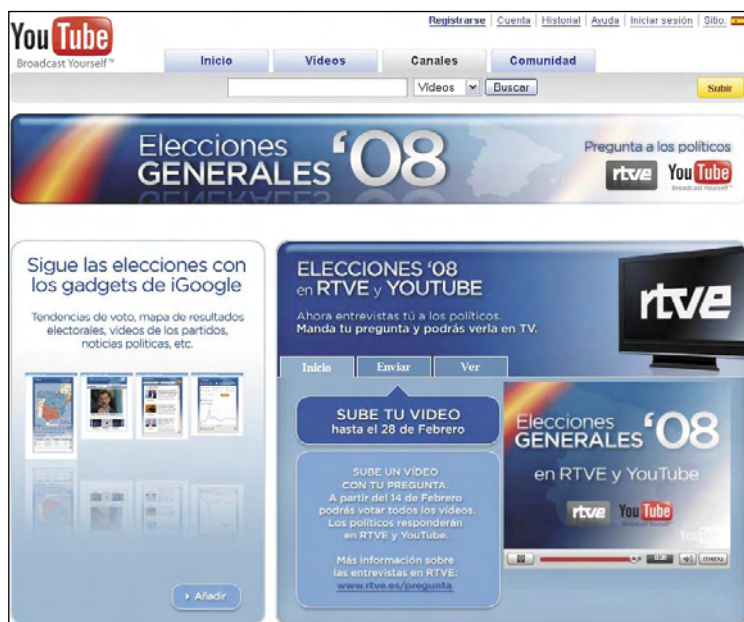 Registrarse | Cuenta | Historial | Ayuda | Iniciar sesión | Sitio:
You Tube
Broadcast Yourself™
Inicio
Vídeos
Canales
Comunidad
Vídeos
Buscar
Subir
Elecciones
GENERALES '08
Pregunta a los políticos
rtve
You Tube
Broadcast Yourself
Sigue las elecciones con
los gadgets de iGoogle
Tendencias de voto, mapa de resultados
electorales, videos de los partidos,
noticias politicas, etc.
Añadir
ELECCIONES '08
en RTVE y YOUTUBE
Ahora entrevistas tú a los políticos.
Manda tu pregunta y podrás verla en TV.
rtve
Inicio
Enviar
Ver
SUBE TU VIDEO
hasta el 28 de Febrero
SUBE UN VÍDEO
CON TU PREGUNTA.
A partir del 14 de Febrero
podrás votar todos los vídeos.
Los políticos responderán
en RTVE y YouTube.
Más información sobre
las entrevistas en RTVE:
www.rtve.es/pregunta
Elecciones
GENERALES '08
en RTVE y YouTube
rtve
You Tube
You Tube